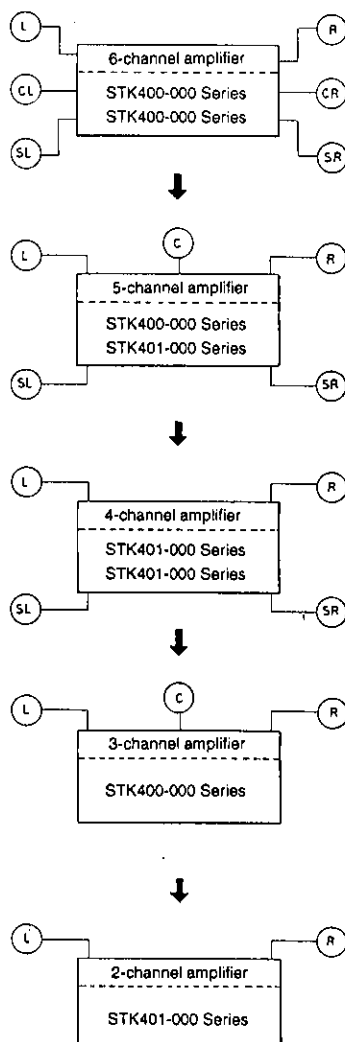 L R
6-channel amplifier
CL STK400-000 Series CR
STK400-000 Series
SL SR
C
L R
5-channel amplifier
STK400-000 Series
STK401-000 Series
SL SR
L R
4-channel amplifier
STK401-000 Series
STK401-000 Series
SL SR
C
L R
3-channel amplifier
STK400-000 Series
L R
2-channel amplifier
STK401-000 Series